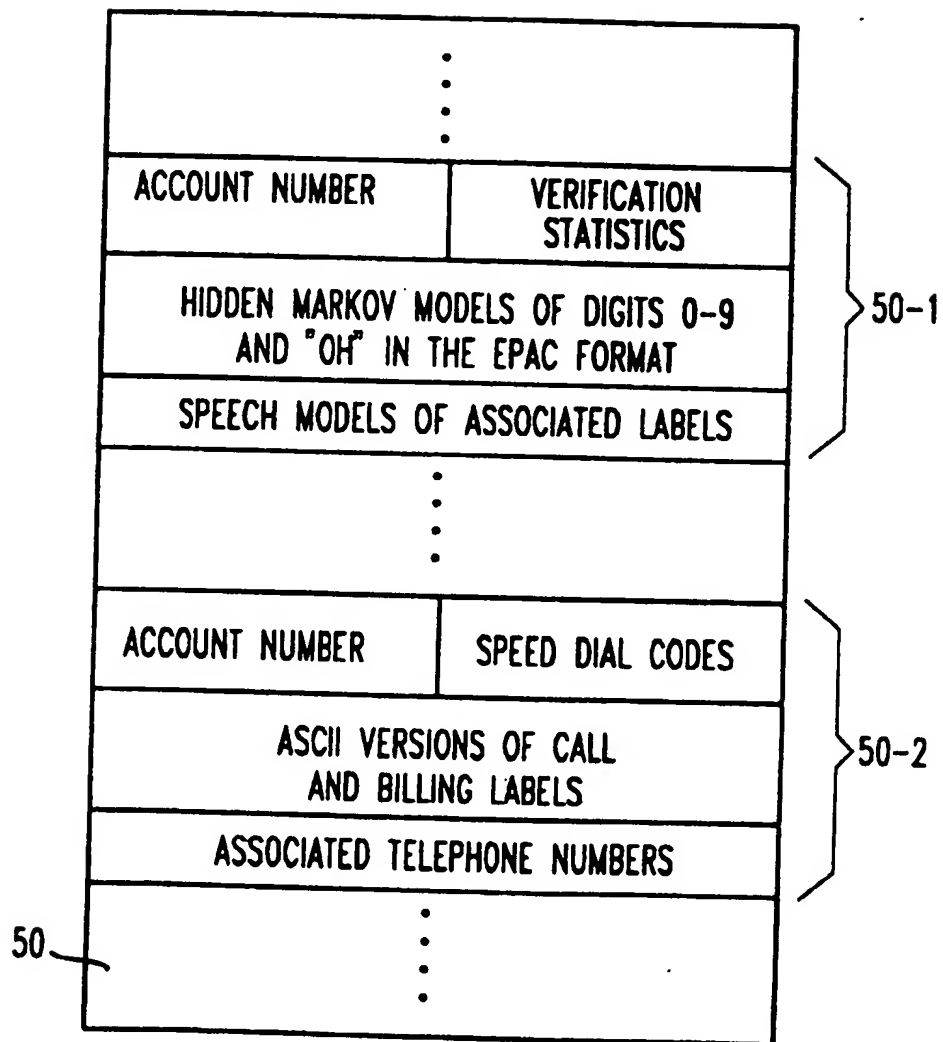 ACCOUNT NUMBER
VERIFICATION
STATISTICS
HIDDEN MARKOV MODELS OF DIGITS 0-9
AND "OH" IN THE EPAC FORMAT
SPEECH MODELS OF ASSOCIATED LABELS
50-1
ACCOUNT NUMBER
SPEED DIAL CODES
ASCII VERSIONS OF CALL
AND BILLING LABELS
ASSOCIATED TELEPHONE NUMBERS
50-2
50